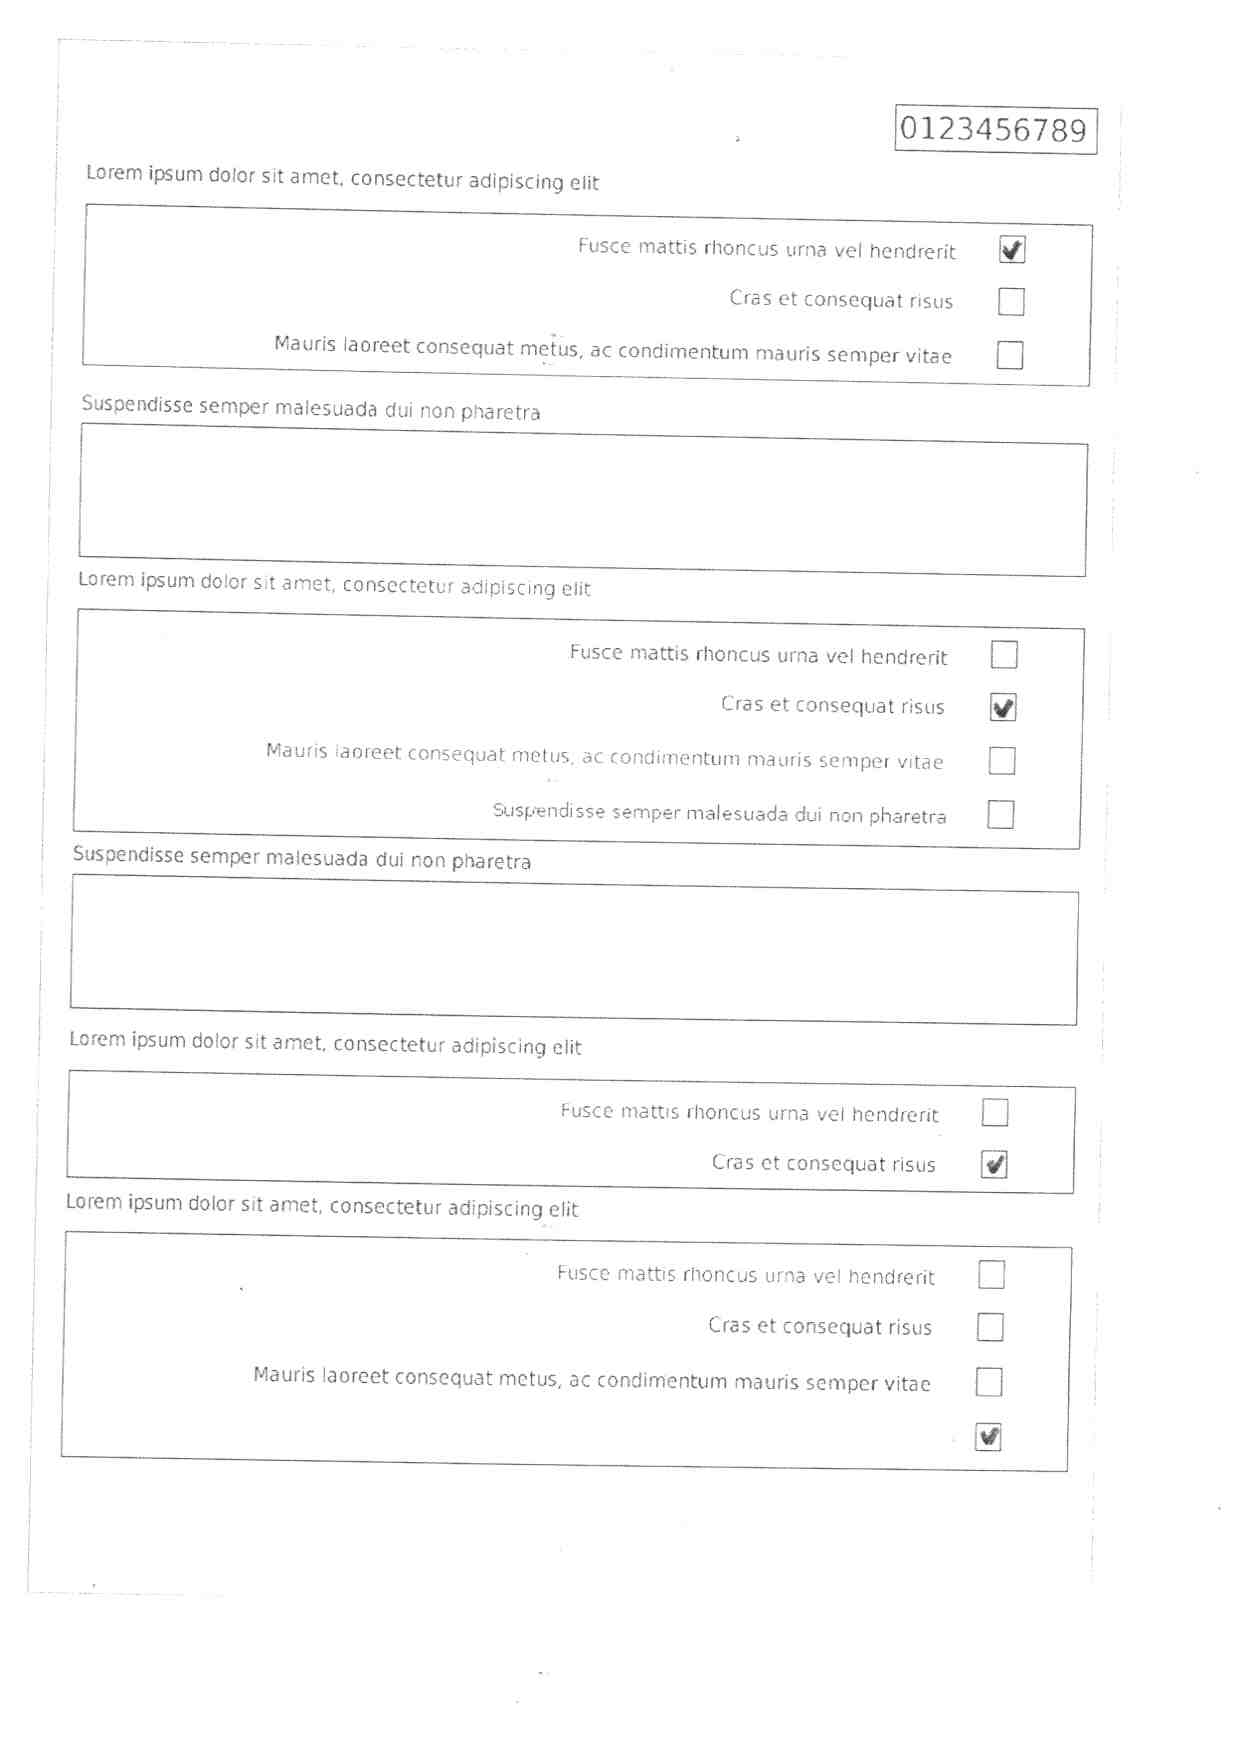 0123456789
Lorem ipsum dolor sit amet, consectetur adipiscing elit
Fusce mattis rhoncus urna vel hendrerit
Cras et consequat risus
Mauris laoreet consequat metus, ac condimentum mauris semper vitae
Suspendisse semper malesuada dui non pharetra
Lorem ipsum dolor sit amet, consectetur adipiscing elit
Fusce mattis rhoncus urna vel hendrerit
Cras et consequat risus
Mauris laoreet consequat metus, ac condimentum mauris semper vitae
Suspendisse semper malesuada dui non pharetra
Suspendisse semper malesuada dui non pharetra
Lorem ipsum dolor sit amet, consectetur adipiscing elit
Fusce mattis rhoncus urna vel hendrerit
Cras et consequat risus
Lorem ipsum dolor sit amet, consectetur adipiscing elit
Fusce mattis rhoncus urna vel hendrerit
Cras et consequat risus
Mauris laoreet consequat metus, ac condimentum mauris semper vitae